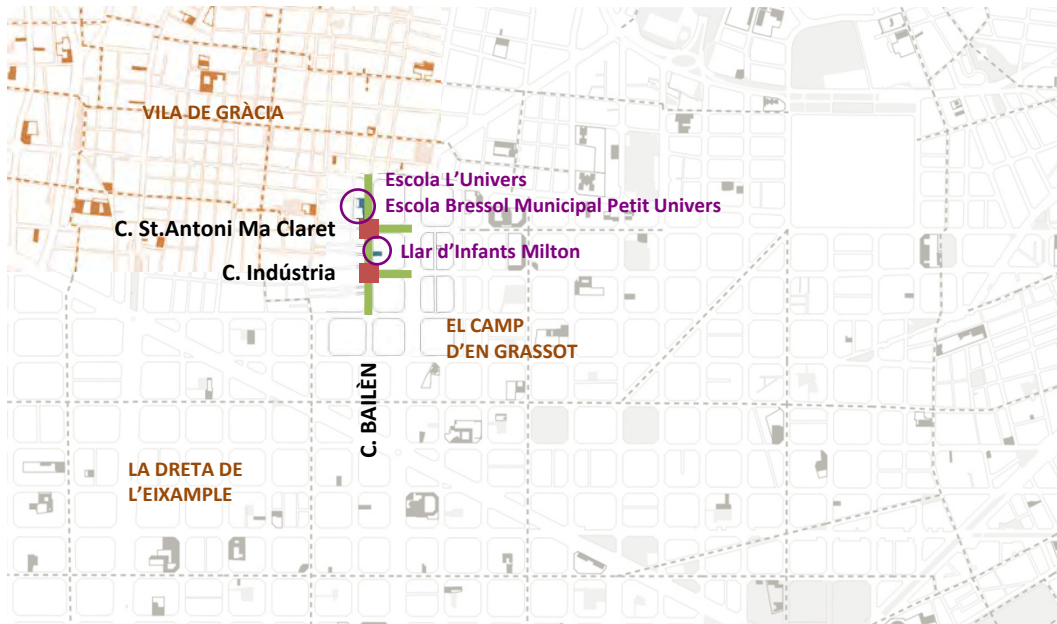 VILA DE GRÀCIA
Escola L'Univers
Escola Bressol Municipal Petit Univers
C. St.Antoni Ma Claret
Llar d'Infants Milton
C. Indústria
EL CAMP
D'EN GRASSOT
C. BAILÈN
LA DRETA DE
L'EIXAMPLE